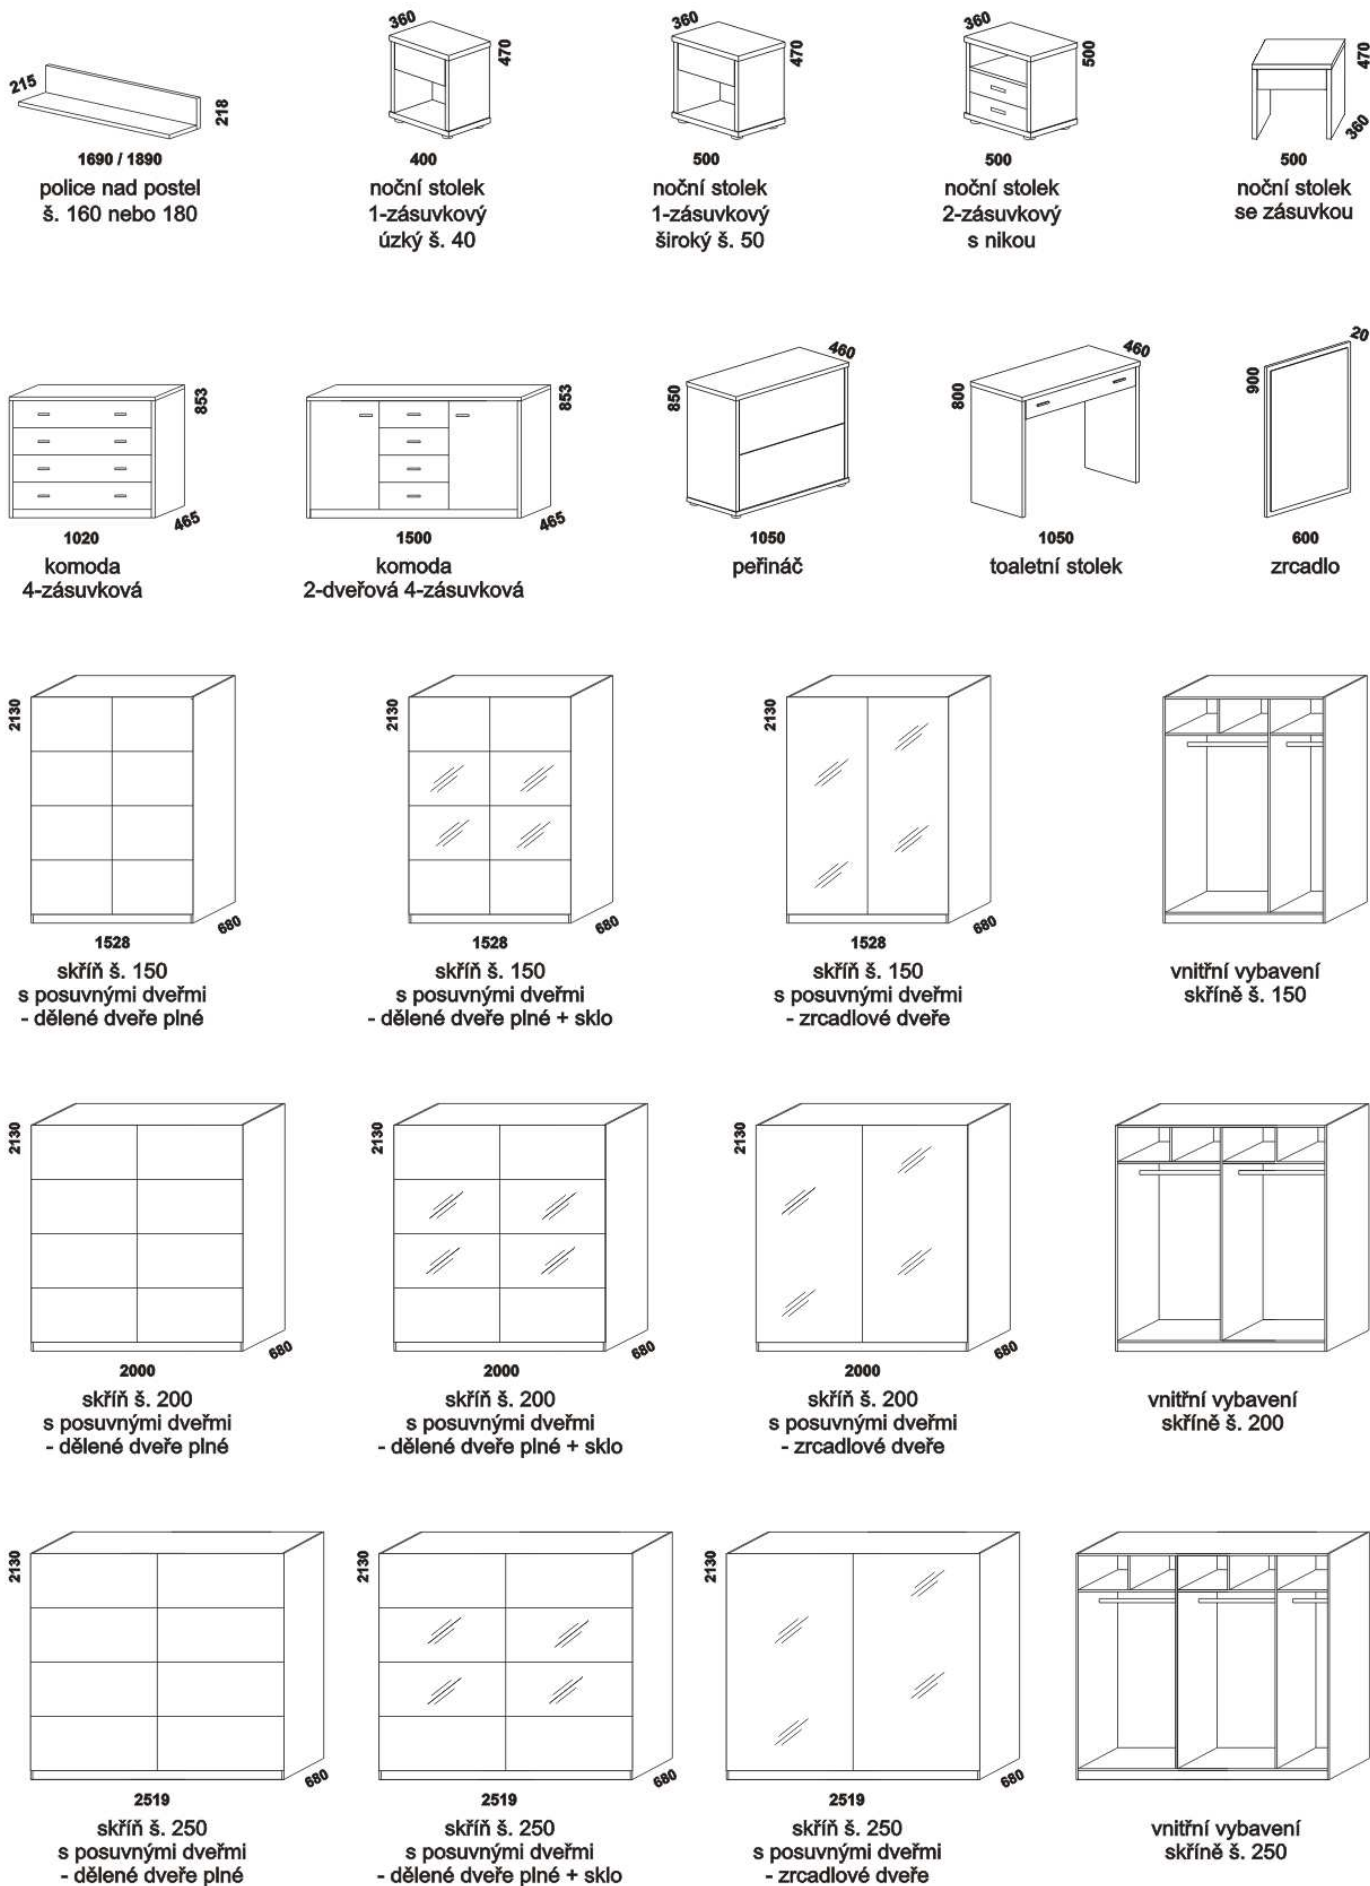 215
218
1690 / 1890
police nad postel
š. 160 nebo 180
360
470
400
noční stolek
1-zásuvkový
úzký š. 40
360
470
500
noční stolek
1-zásuvkový
široký š. 50
360
500
500
noční stolek
2-zásuvkový
s nikou
470
360
500
noční stolek
se zásuvkou
853
465
1020
komoda
4-zásuvková
853
465
1500
komoda
2-dveřová 4-zásuvková
460
850
1050
peřináč
460
800
1050
toaletní stolek
20
900
600
zrcadlo
2130
680
1528
skříň š. 150
s posuvnými dveřmi
- dělené dveře plné
2130
680
1528
skříň š. 150
s posuvnými dveřmi
- dělené dveře plné + sklo
2130
680
1528
skříň š. 150
s posuvnými dveřmi
- zrcadlové dveře
vnitřní vybavení
skříně š. 150
2130
680
2000
skříň š. 200
s posuvnými dveřmi
- dělené dveře plné
2130
680
2000
skříň š. 200
s posuvnými dveřmi
- dělené dveře plné + sklo
2130
680
2000
skříň š. 200
s posuvnými dveřmi
- zrcadlové dveře
vnitřní vybavení
skříně š. 200
2130
680
2519
skříň š. 250
s posuvnými dveřmi
- dělené dveře plné
2130
680
2519
skříň š. 250
s posuvnými dveřmi
- dělené dveře plné + sklo
2130
680
2519
skříň š. 250
s posuvnými dveřmi
- zrcadlové dveře
vnitřní vybavení
skříně š. 250